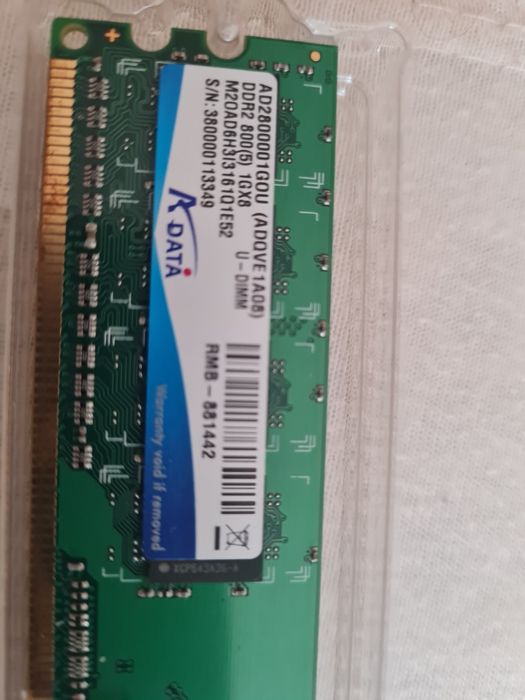 AD2800001GOU (ADQVE1A08)
DDR2 800(5) 1GX8
U-DIMM
M2OAD6H3I3161Q1E52
S/N:380000113349
A DATA
RMB-881442
Warranty void if removed